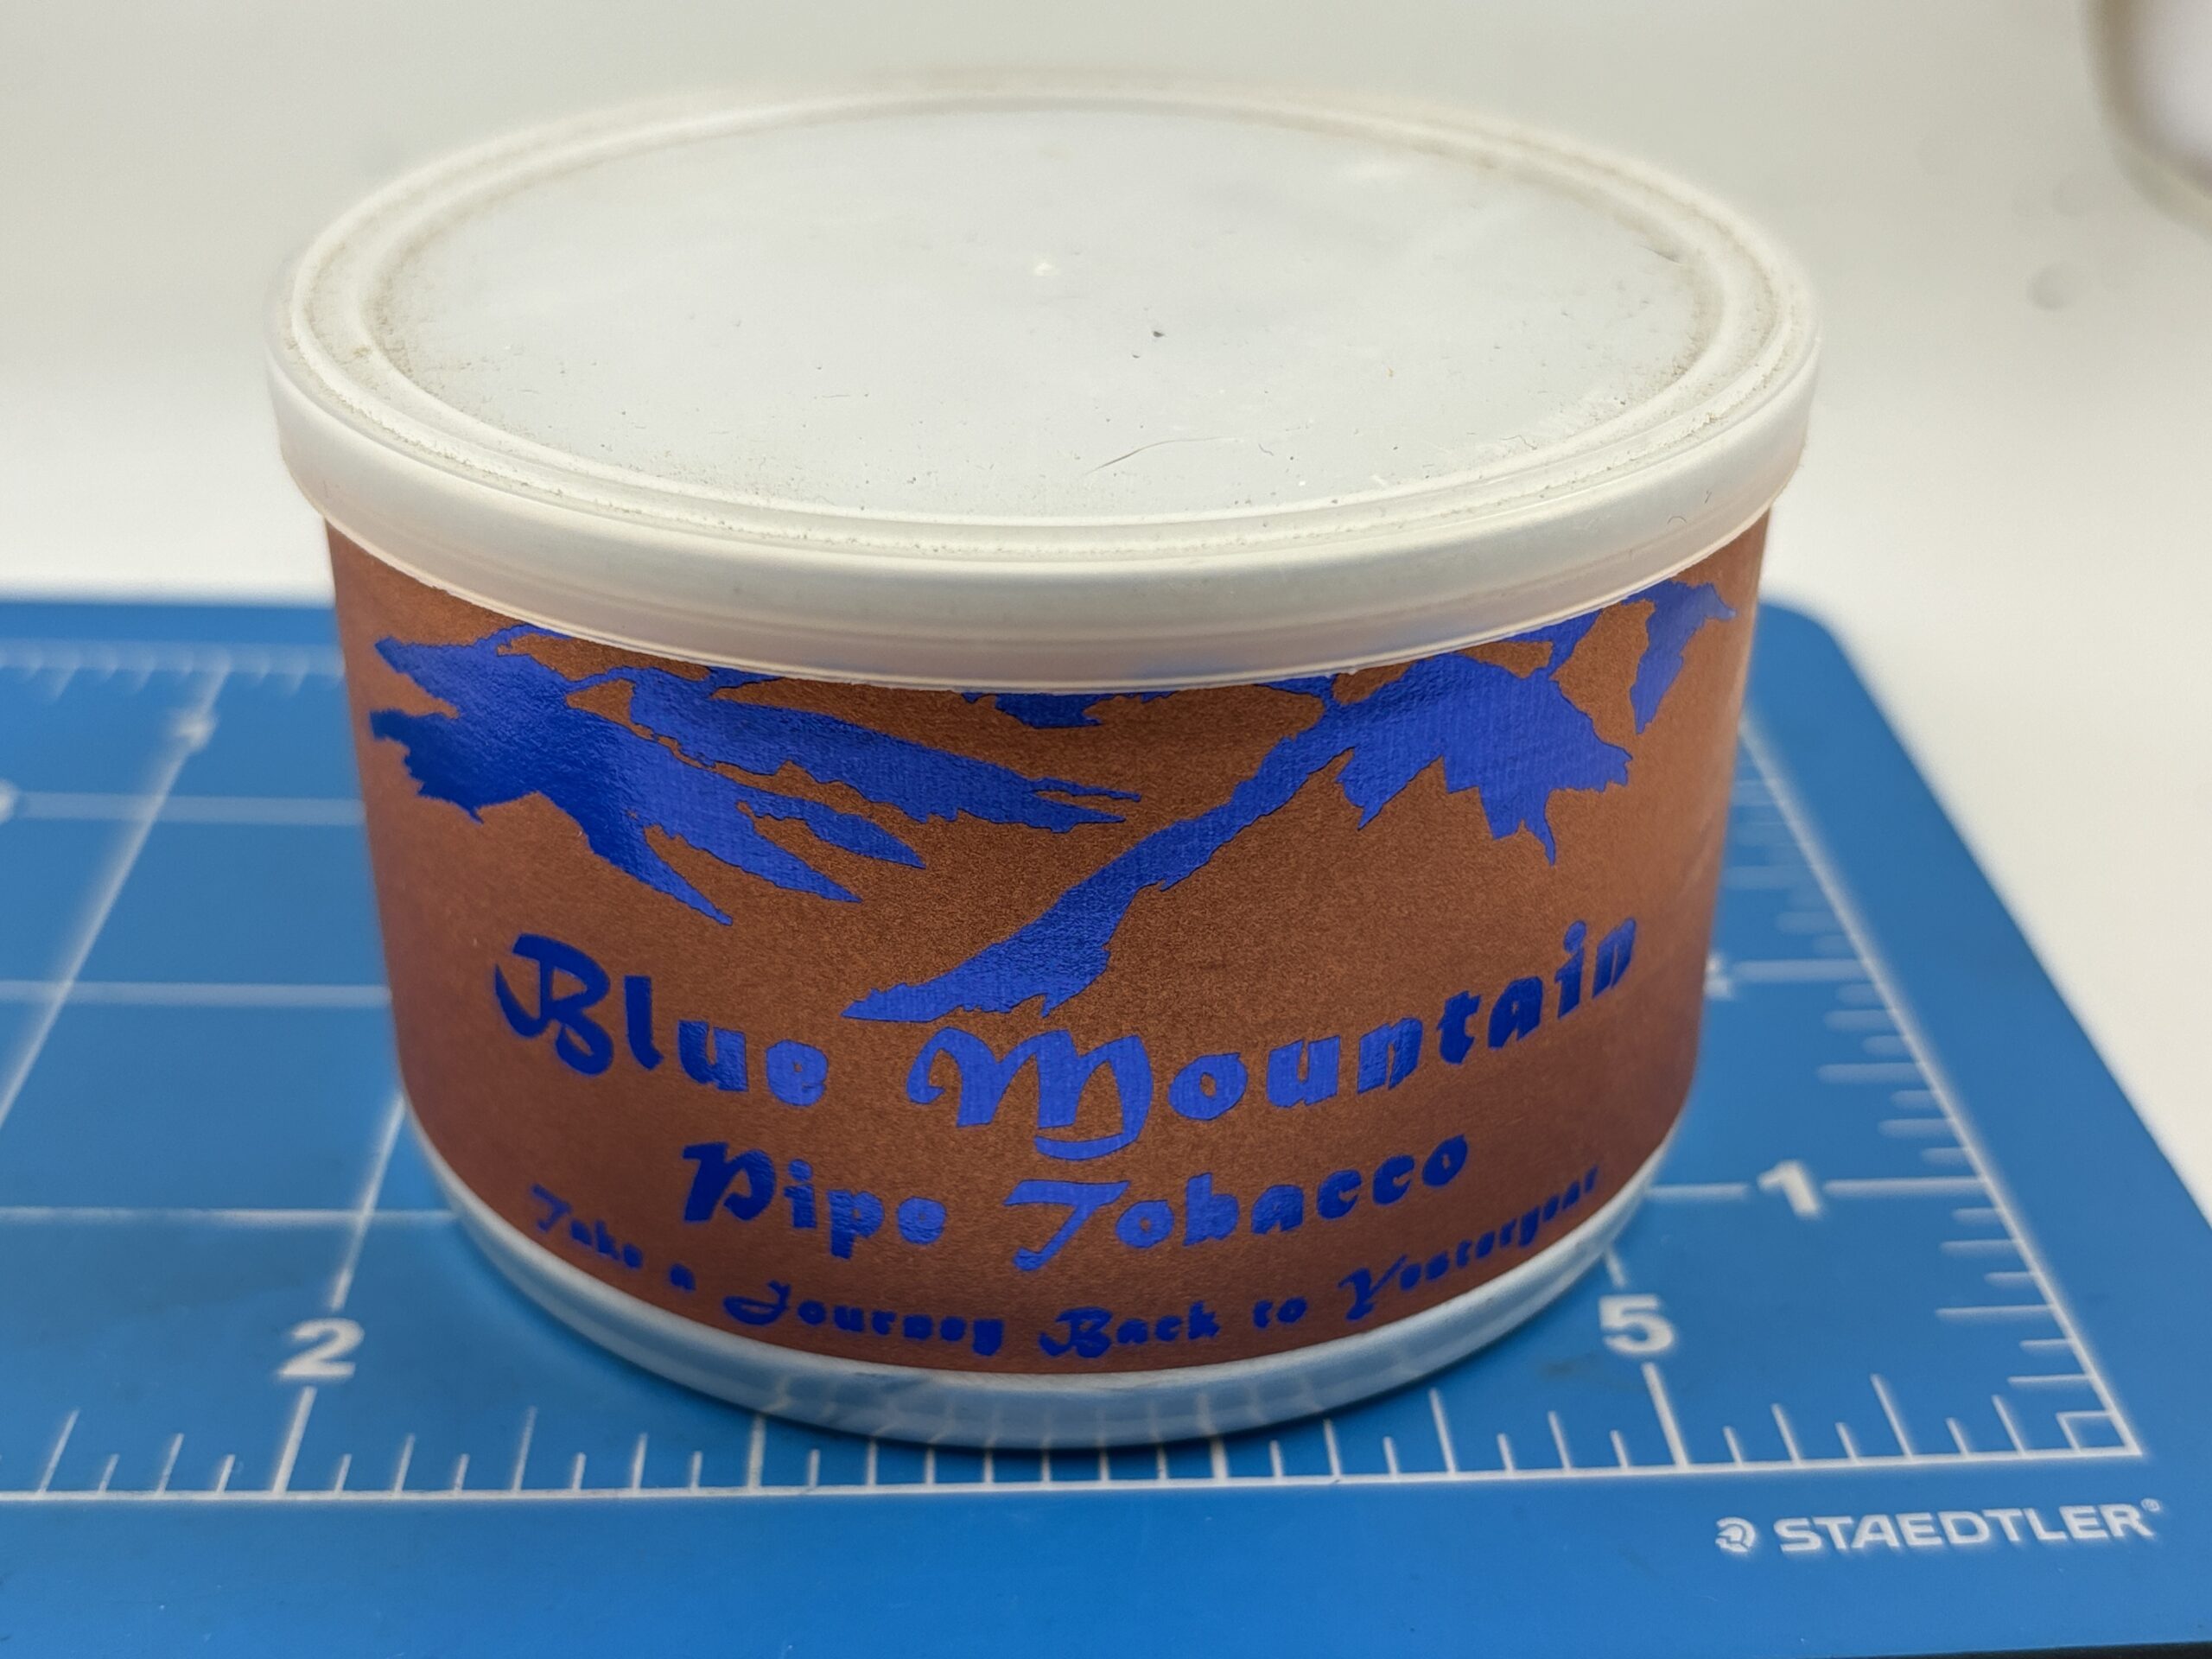 Blue Mountain
Pipe Tobacco
Take a Journey Back to Yesteryear
1
2
5
STAEDTLER®